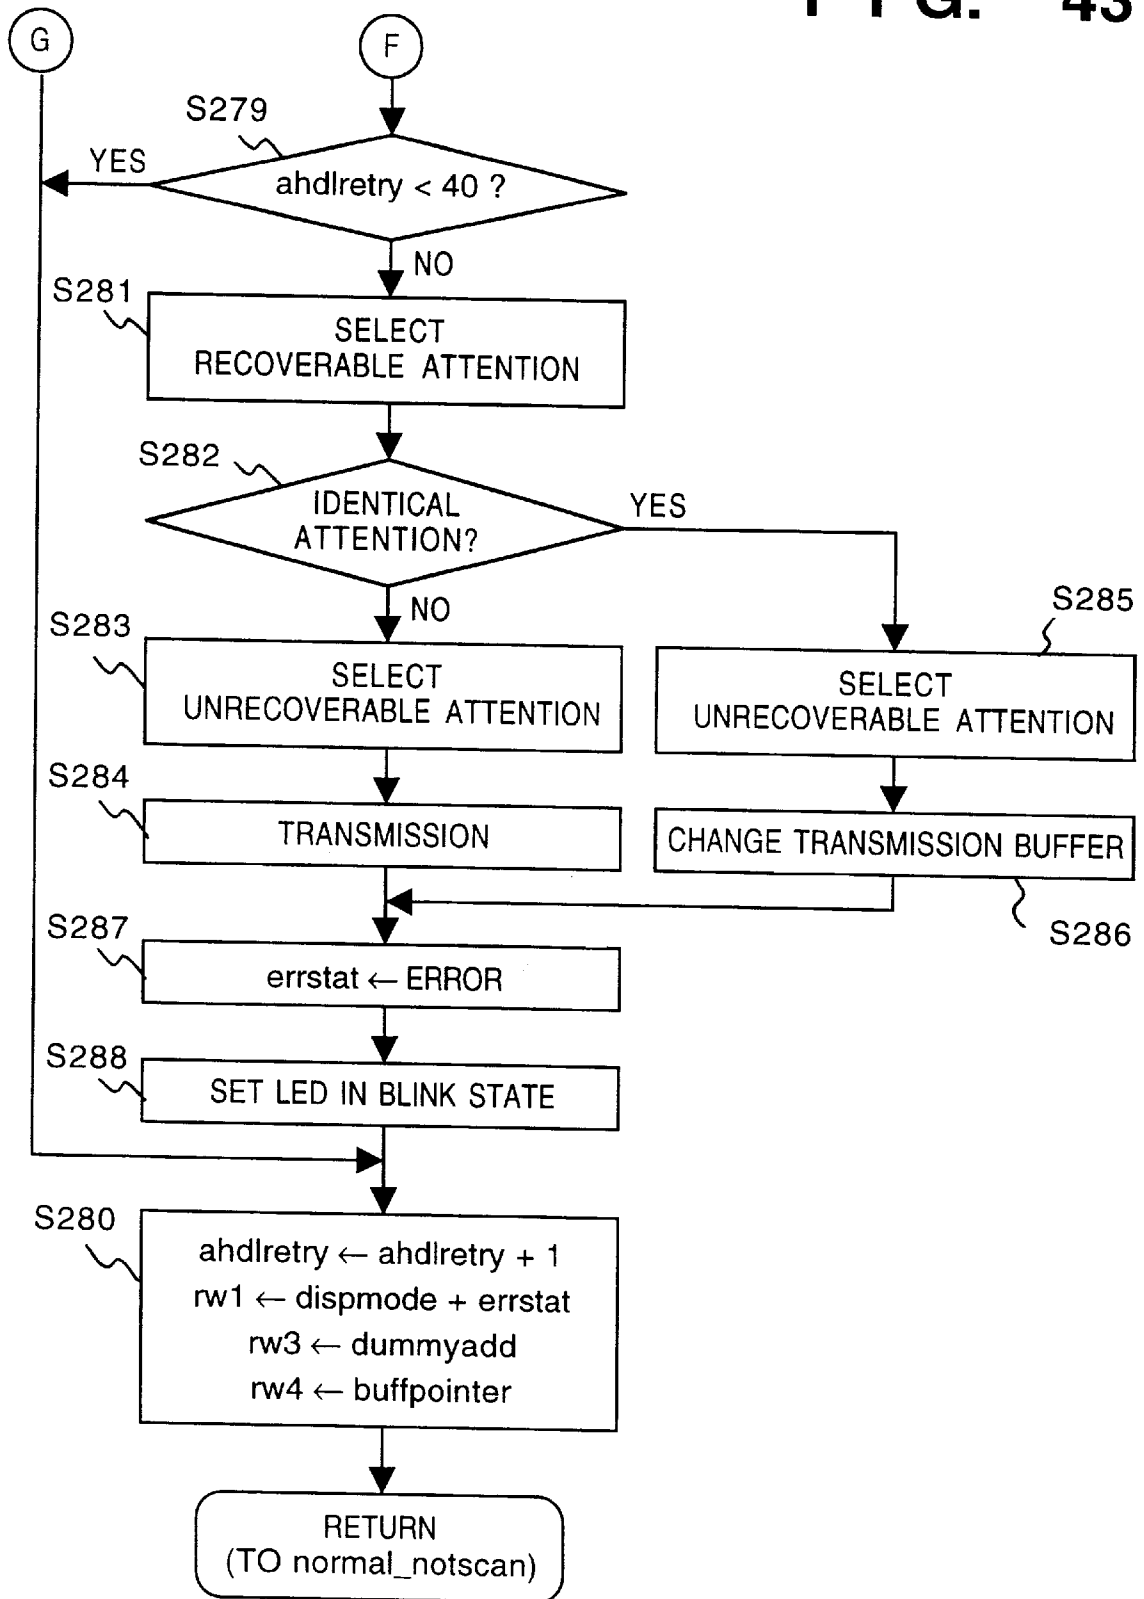 FIG. 43
G
F
S279
YES
ahdlretry < 40 ?
NO
S281
SELECT
RECOVERABLE ATTENTION
S282
IDENTICAL
ATTENTION?
YES
NO
S283
SELECT
UNRECOVERABLE ATTENTION
S285
SELECT
UNRECOVERABLE ATTENTION
S284
TRANSMISSION
CHANGE TRANSMISSION BUFFER
S286
S287
errstat ← ERROR
S288
SET LED IN BLINK STATE
S280
ahdlretry ← ahdlretry + 1
rw1 ← dispmode + errstat
rw3 ← dummyadd
rw4 ← buffpointer
RETURN
(TO normal_notscan)